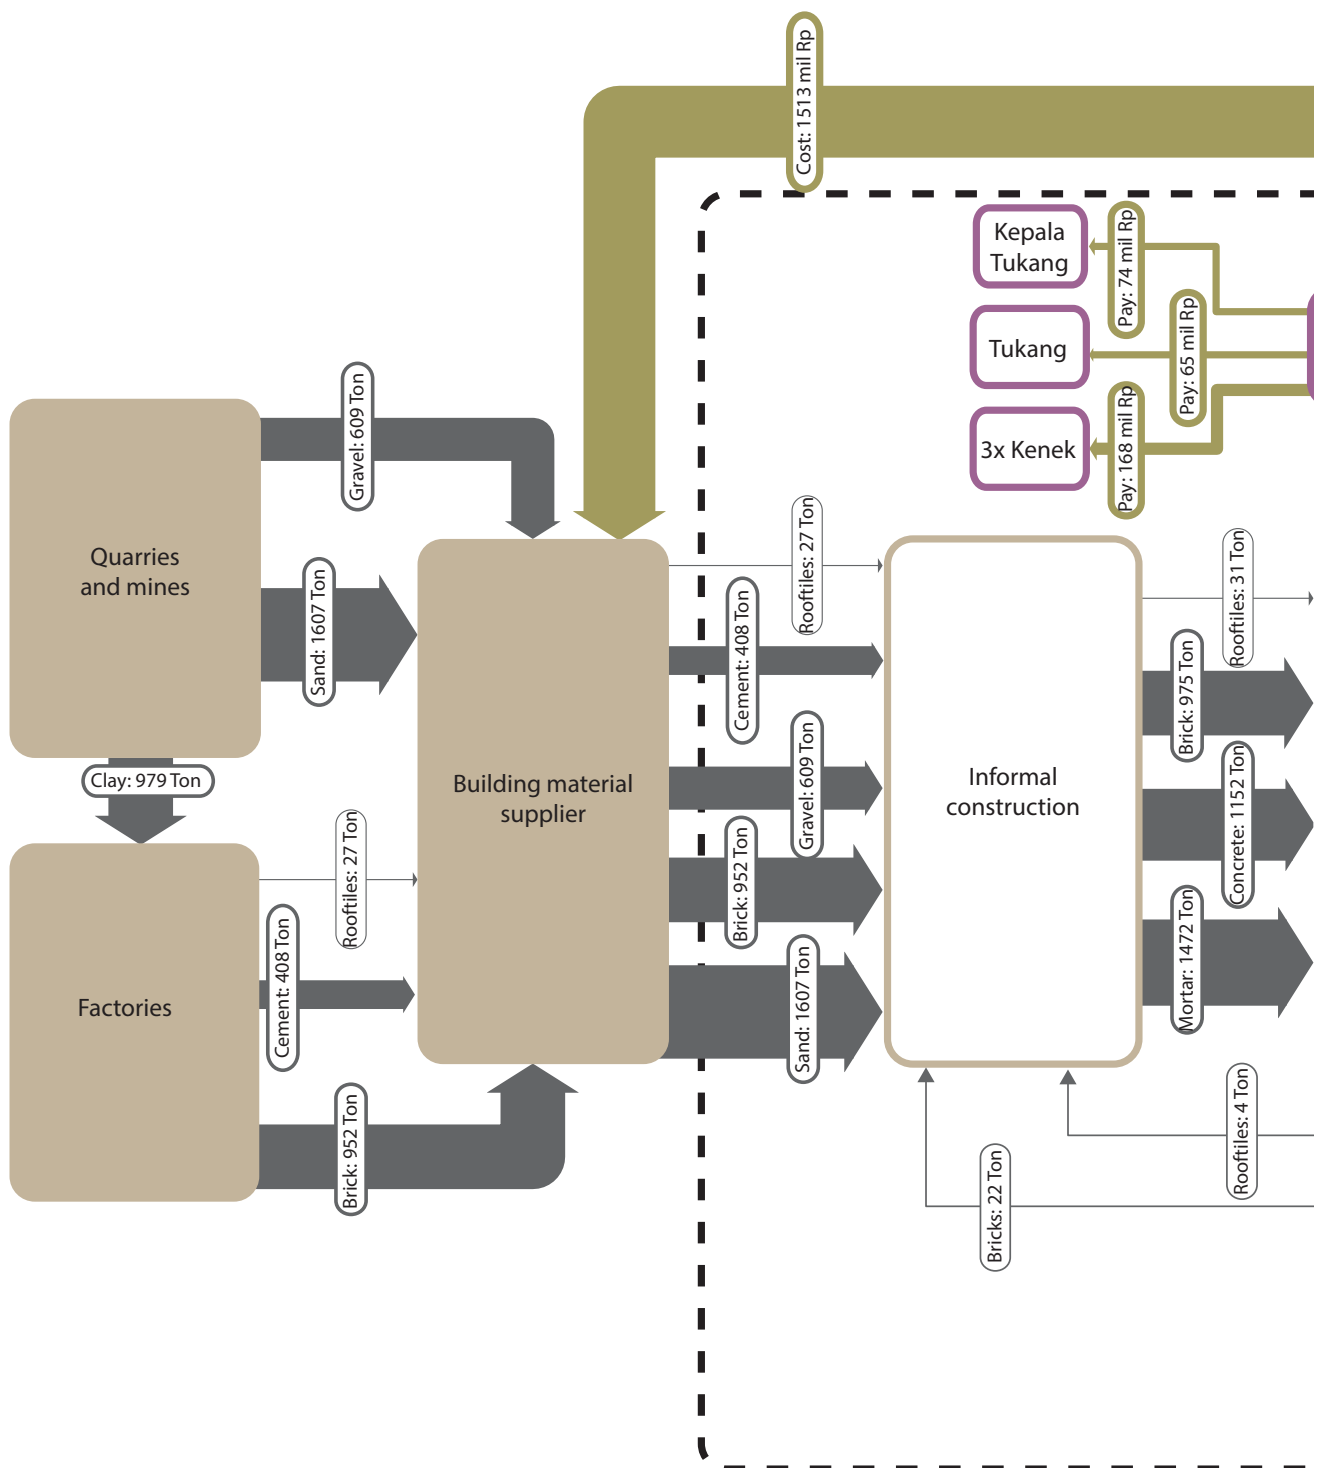 Cost: 1513 mil Rp
Kepala
Tukang
Pay: 74 mil Rp
Tukang
Pay: 65 mil Rp
3x Kenek
Pay: 168 mil Rp
Quarries
and mines
Gravel: 609 Ton
Sand: 1607 Ton
Clay: 979 Ton
Factories
Rooftiles: 27 Ton
Cement: 408 Ton
Brick: 952 Ton
Building material
supplier
Rooftiles: 27 Ton
Cement: 408 Ton
Gravel: 609 Ton
Brick: 952 Ton
Sand: 1607 Ton
Informal
construction
Rooftiles: 31 Ton
Brick: 975 Ton
Concrete: 1152 Ton
Mortar: 1472 Ton
Rooftiles: 4 Ton
Bricks: 22 Ton